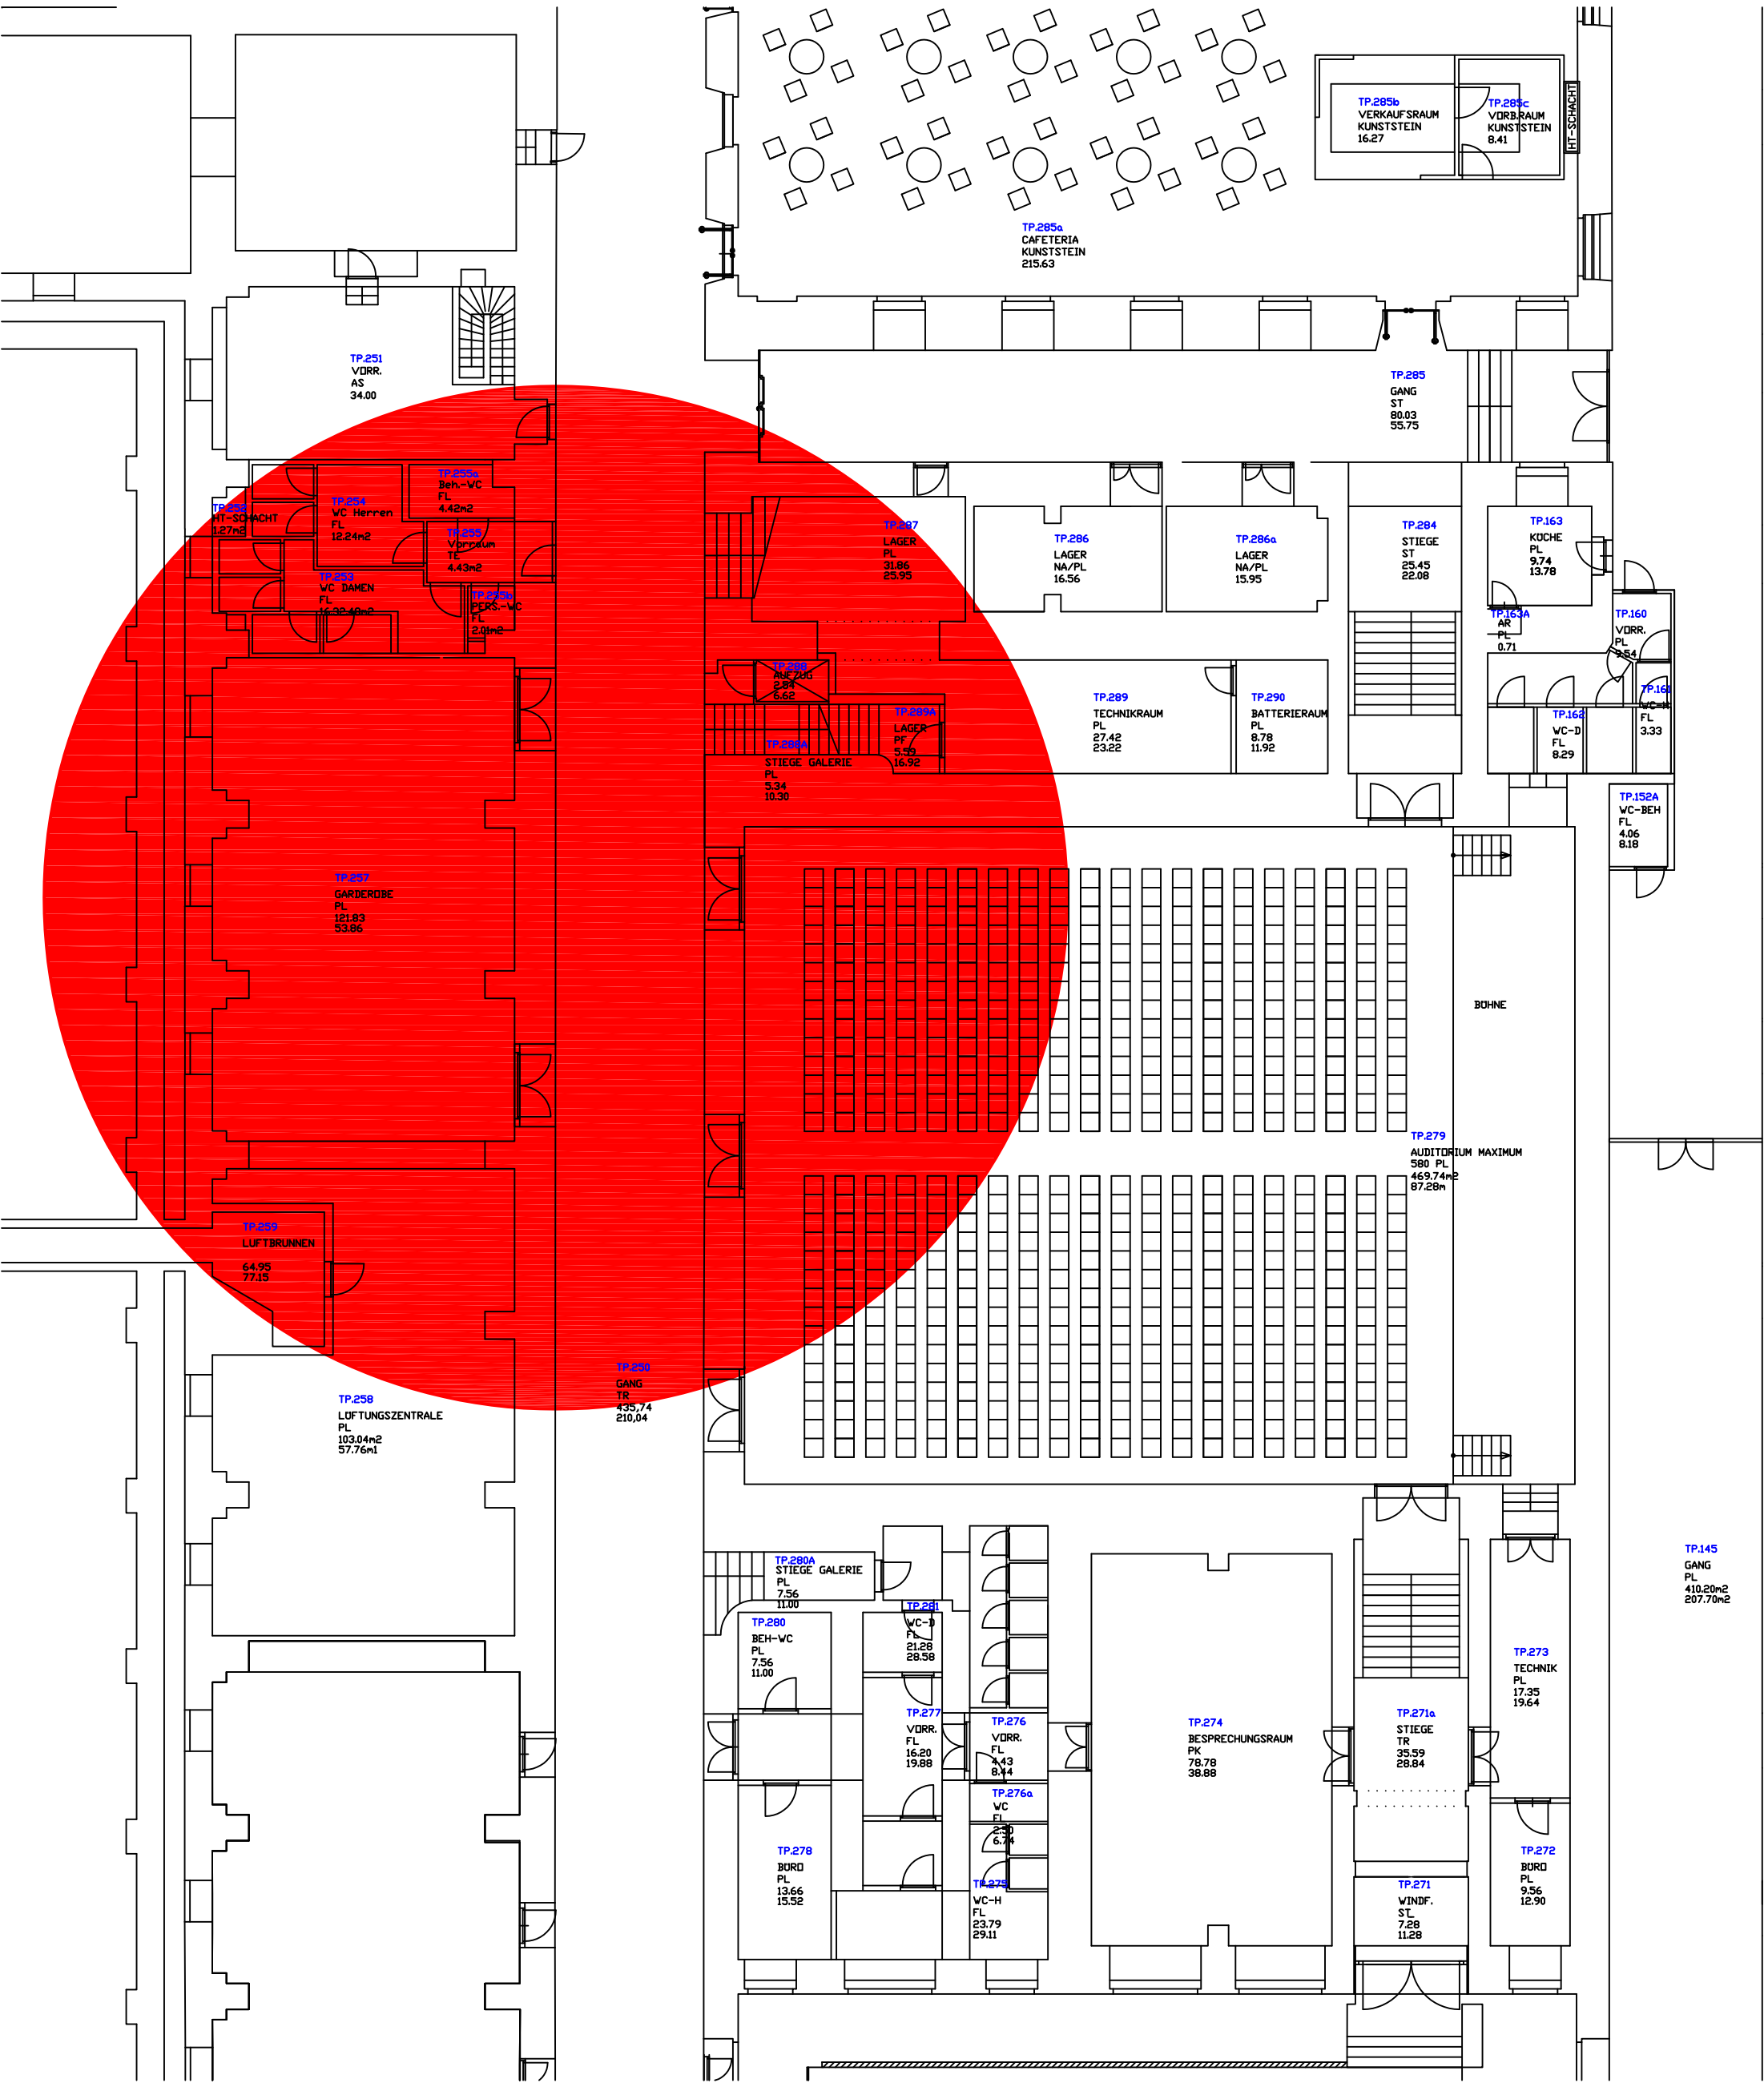 TP.285b
VERKAUFSRAUM
KUNSTSTEIN
16.27
TP.285c
VORB.RAUM
KUNSTSTEIN
8.41
HT-SCHACHT
TP.285a
CAFETERIA
KUNSTSTEIN
215.63
TP.251
VORR.
AS
34.00
TP.285
GANG
ST
80.03
55.75
TP.255a
Beh.-WC
FL
4.42m2
TP.254
WC Herren
FL
12.24m2
TP.252
HT-SCHACHT
1.27m2
TP.255
Vorraum
TE
4.43m2
TP.253
WC DAMEN
FL
TP.255b
PERS.-WC
FL
2.01m2
TP.287
LAGER
PL
31.86
25.95
TP.286
LAGER
NA/PL
16.56
TP.286a
LAGER
NA/PL
15.95
TP.284
STIEGE
ST
25.45
22.08
TP.163
KÜCHE
PL
9.74
13.78
TP.163A
AR
PL
0.71
TP.160
VORR.
PL
9.54
TP.161
WC-H
FL
3.33
TP.162
WC-D
FL
8.29
TP.288
AUFZUG
2.84
6.62
TP.289A
LAGER
PF
5.59
16.92
TP.288A
STIEGE GALERIE
PL
5.34
10.30
TP.289
TECHNIKRAUM
PL
27.42
23.22
TP.290
BATTERIERAUM
PL
8.78
11.92
TP.152A
WC-BEH
FL
4.06
8.18
TP.257
GARDEROBE
PL
121.83
53.86
BÜHNE
TP.279
AUDITORIUM MAXIMUM
580 PL
469.74m2
87.28m
TP.259
LUFTBRUNNEN
64.95
77.15
TP.250
GANG
TR
435,74
210,04
TP.258
LÜFTUNGSZENTRALE
PL
103.04m2
57.76m1
TP.145
GANG
PL
410.20m2
207.70m2
TP.280A
STIEGE GALERIE
PL
7.56
11.00
TP.280
BEH-WC
PL
7.56
11.00
TP.281
WC-D
FL
21.28
28.58
TP.273
TECHNIK
PL
17.35
19.64
TP.277
VORR.
FL
16.20
19.88
TP.276
VORR.
FL
4.43
8.44
TP.274
BESPRECHUNGSRAUM
PK
78.78
38.88
TP.271a
STIEGE
TR
35.59
28.84
TP.276a
WC
FL
2.50
6.74
TP.278
BÜRO
PL
13.66
15.52
TP.275
WC-H
FL
23.79
29.11
TP.272
BÜRO
PL
9.56
12.90
TP.271
WINDF.
ST
7.28
11.28